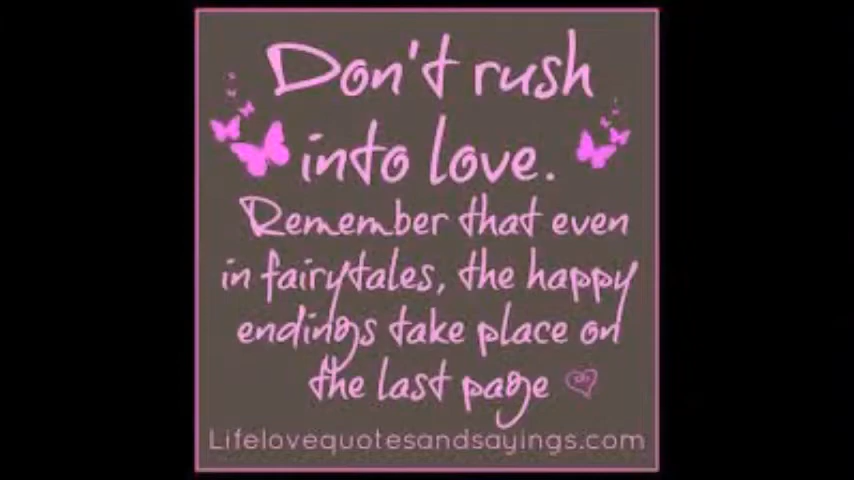 Don't rush
into love.
Remember that even
in fairytales, the happy
endings take place on
the last page
Lifelovequotesandsayings.com